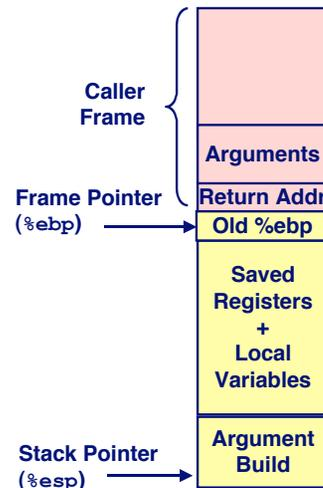 Caller
Frame
Arguments
Return Addr
Frame Pointer
(%ebp)
Old %ebp
Saved
Registers
+
Local
Variables
Argument
Build
Stack Pointer
(%esp)